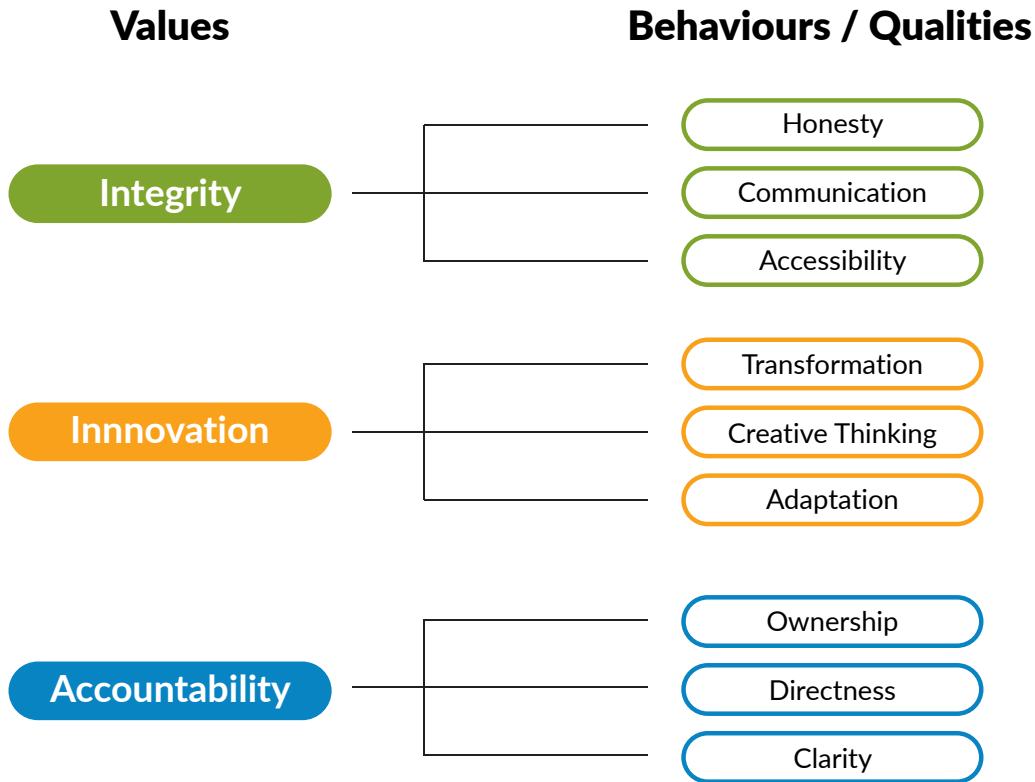 Values
Behaviours / Qualities
Integrity
Honesty
Communication
Accessibility
Innnovation
Transformation
Creative Thinking
Adaptation
Accountability
Ownership
Directness
Clarity